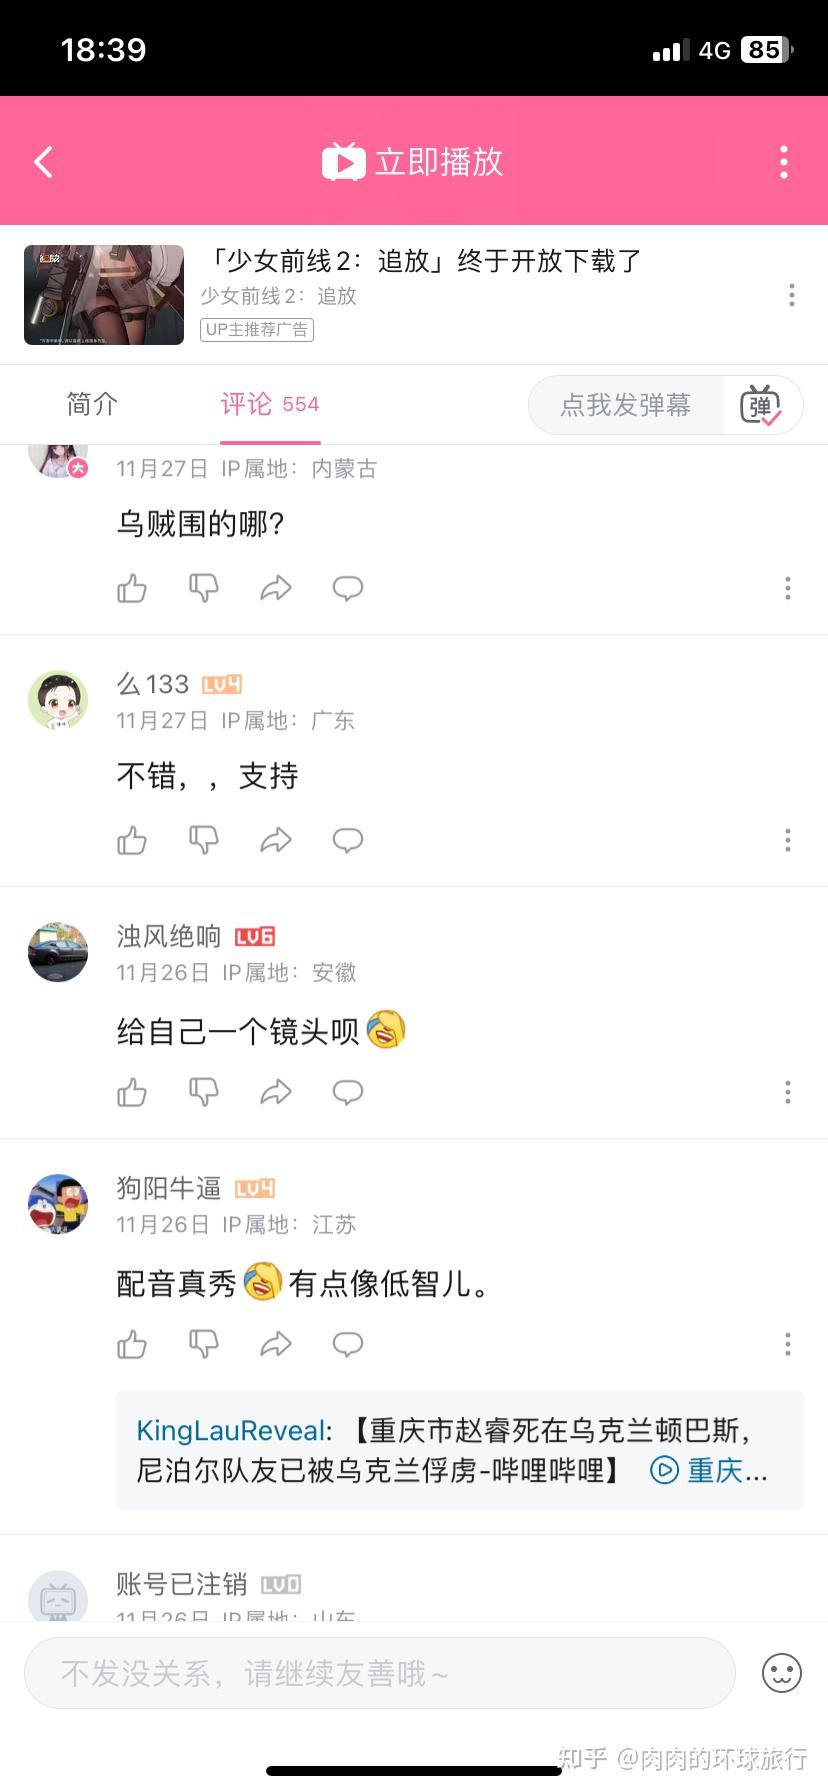 18:39
4G 85
立即播放
「少女前线2：追放」终于开放下载了
少女前线2：追放
UP主推荐广告
简介
评论 554
点我发弹幕
弹
11月27日 IP属地：内蒙古
乌贼围的哪?
么133 LV4
11月27日 IP属地：广东
不错，，支持
浊风绝响 LV6
11月26日 IP属地：安徽
给自己一个镜头呗
狗阳牛逼 LV4
11月26日 IP属地：江苏
配音真秀有点像低智儿。
KingLauReveal: 【重庆市赵睿死在乌克兰顿巴斯，
尼泊尔队友已被乌克兰俘虏-哔哩哔哩】 重庆...
账号已注销 LV0
11月26日 IP属地：山东
不发没关系，请继续友善哦~
知乎 @肉肉的环球旅行